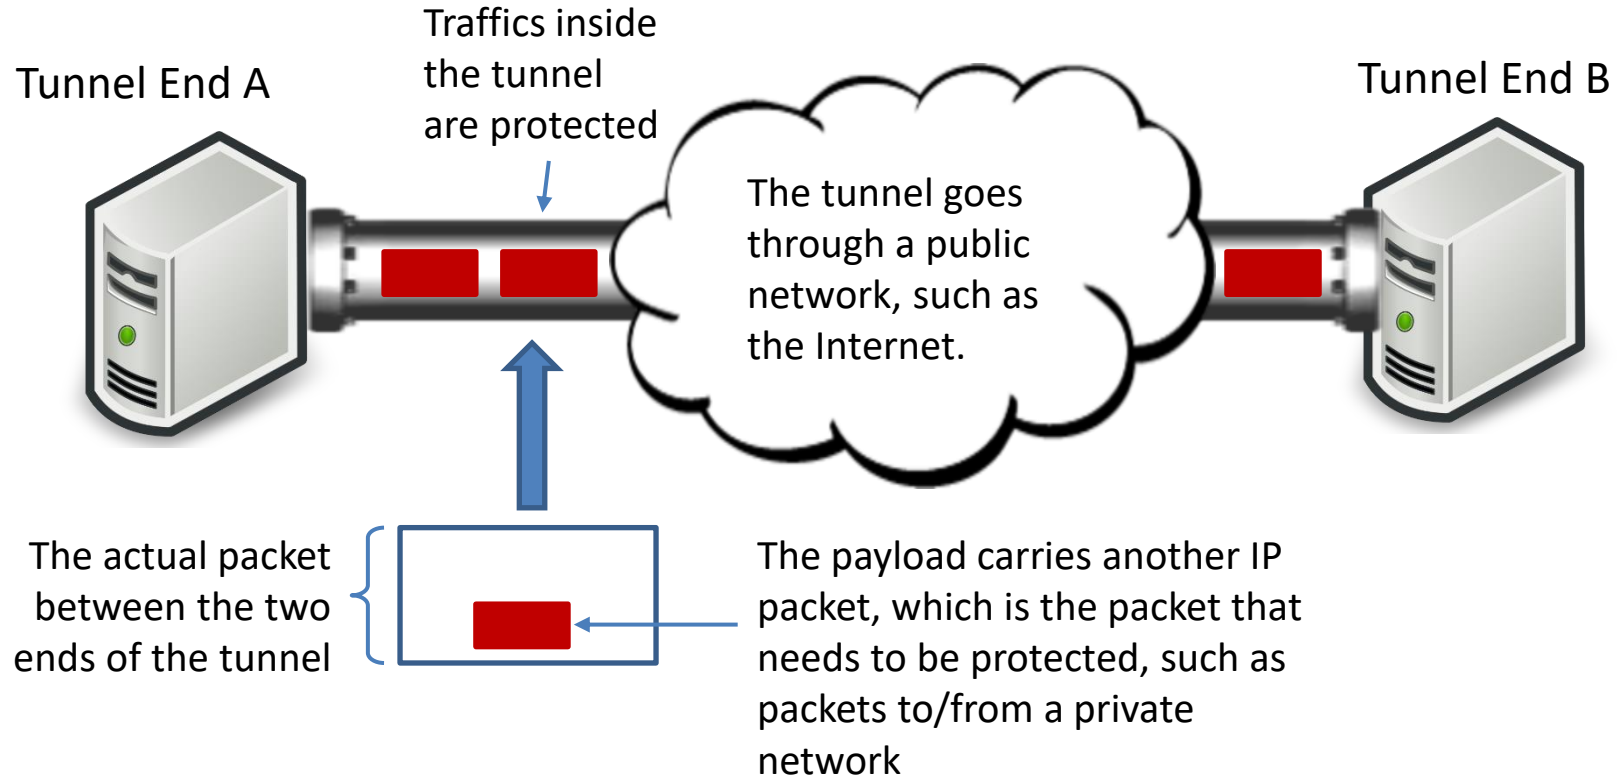 Traffics inside
the tunnel
are protected
Tunnel End A
Tunnel End B
The tunnel goes
through a public
network, such as
the Internet.
The actual packet
between the two
ends of the tunnel
The payload carries another IP
packet, which is the packet that
needs to be protected, such as
packets to/from a private
network